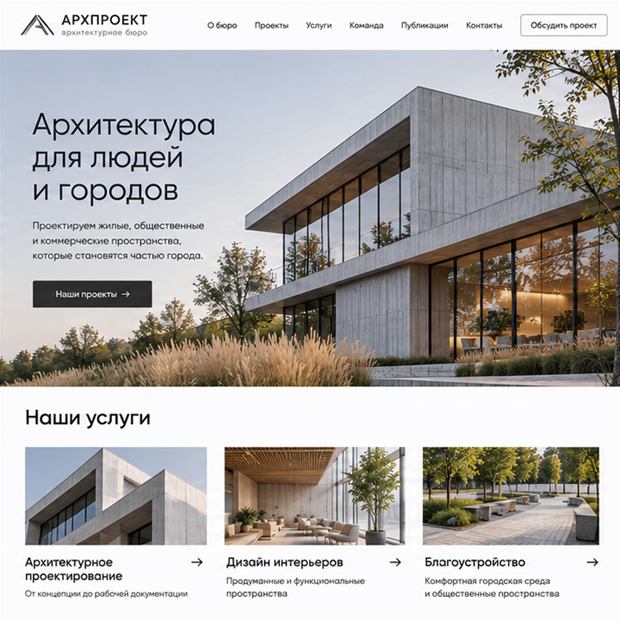 АРХПРОЕКТ
архитектурное бюро
О бюро Проекты Услуги Команда Публикации Контакты Обсудить проект
Архитектура
для людей
и городов
Проектируем жилые, общественные
и коммерческие пространства,
которые становятся частью города.
Наши проекты →
Наши услуги
Архитектурное
проектирование →
От концепции до рабочей документации
Дизайн интерьеров →
Продуманные и функциональные
пространства
Благоустройство →
Комфортная городская среда
и общественные пространства